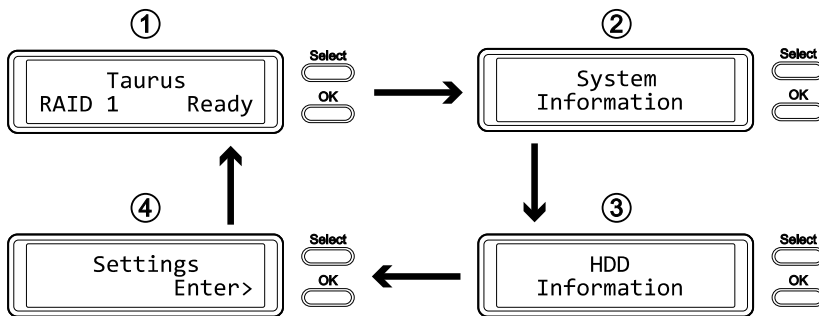 ①
Taurus
RAID 1 Ready
Select
OK
②
System
Information
Select
OK
③
HDD
Information
Select
OK
④
Settings
Enter>
Select
OK